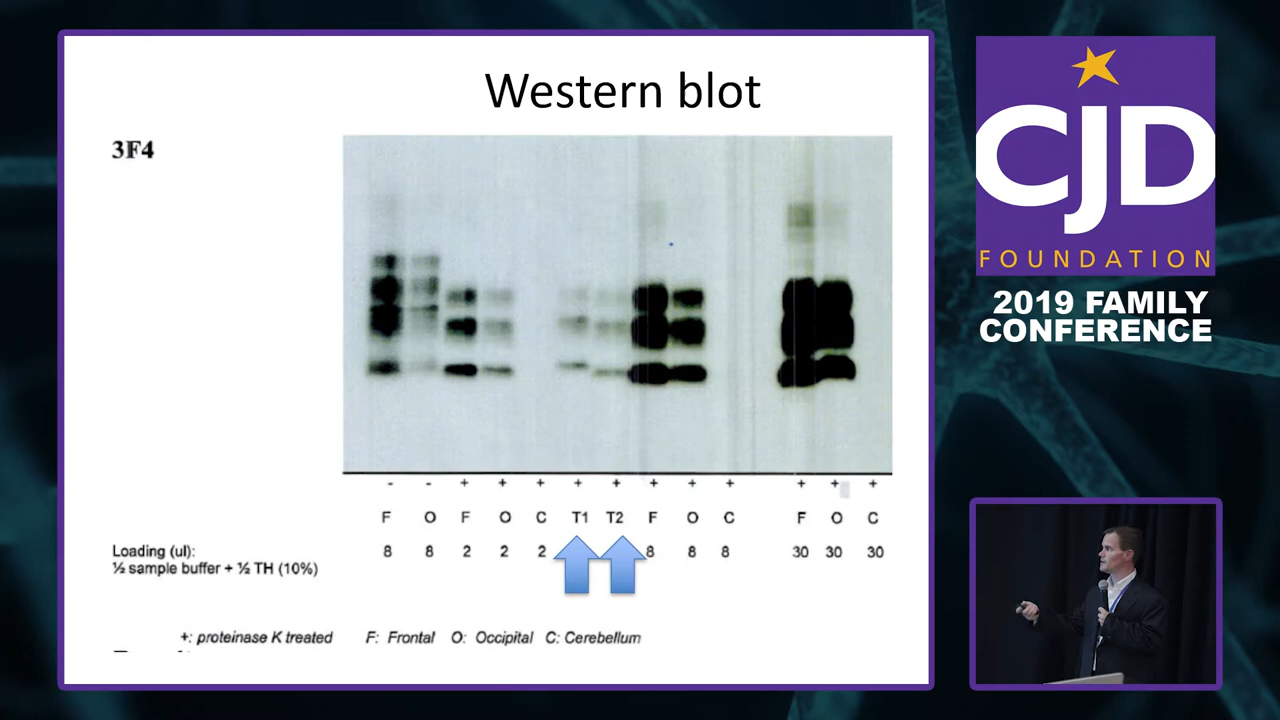 Western blot
3F4
- - + + + + + + + + + + +
F O F O C T1 T2 F O C F O C
Loading (ul): 8 8 2 2 2 8 8 8 30 30 30
½ sample buffer + ½ TH (10%)
+: proteinase K treated F: Frontal O: Occipital C: Cerebellum
CJD
FOUNDATION
2019 FAMILY
CONFERENCE